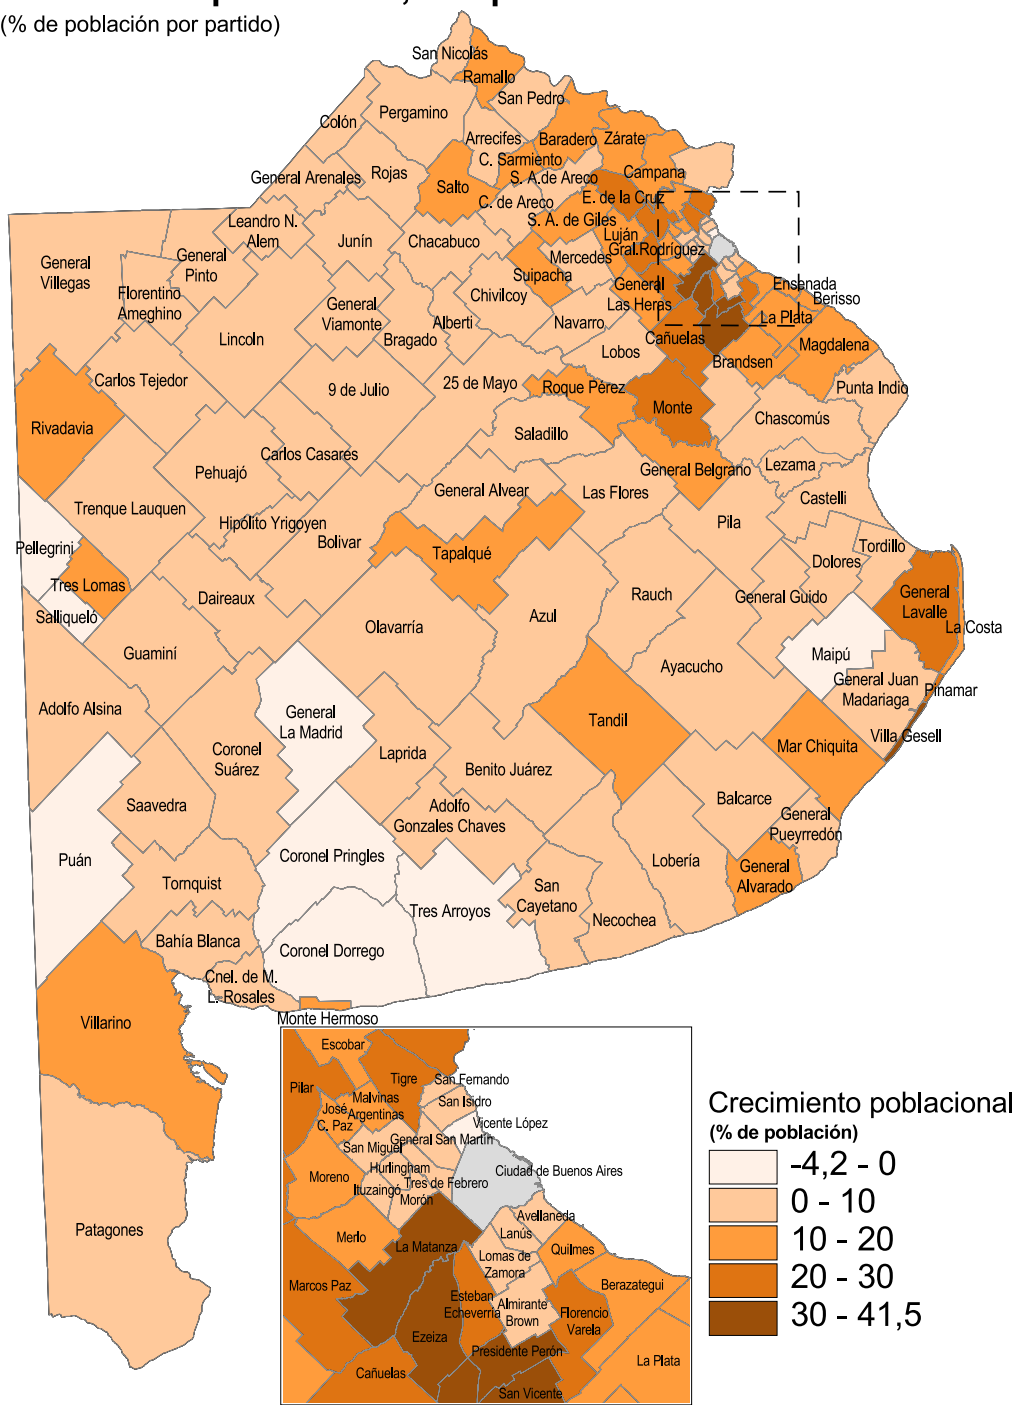 (% de población por partido)
San Nicolás
Ramallo
San Pedro
Pergamino
Colón
Arrecifes
Baradero
Zárate
C. Sarmiento
Campana
Rojas
General Arenales
Salto
S. A.de Areco
E. de la Cruz
C. de Areco
S. A. de Giles
Leandro N.
Alem
Junín
Chacabuco
Luján
Gral.Rodríguez
Mercedes
General
Villegas
General
Pinto
Suipacha
General
Las Heras
Ensenada
Berisso
Florentino
Ameghino
Chivilcoy
General
Viamonte
Alberti
Navarro
La Plata
Lincoln
Bragado
Cañuelas
Magdalena
Lobos
Brandsen
Carlos Tejedor
9 de Julio
25 de Mayo
Roque Pérez
Punta Indio
Monte
Chascomús
Rivadavia
Saladillo
Carlos Casares
Pehuajó
General Belgrano
Lezama
General Alvear
Las Flores
Castelli
Trenque Lauquen
Hipólito Yrigoyen
Pila
Bolivar
Pellegrini
Tapalqué
Tordillo
Dolores
Tres Lomas
Daireaux
Rauch
General Guido
General
Lavalle
Salliqueló
Olavarría
Azul
La Costa
Guaminí
Maipú
Ayacucho
General Juan
Madariaga
Pinamar
Adolfo Alsina
General
La Madrid
Tandil
Villa Gesell
Mar Chiquita
Coronel
Suárez
Laprida
Benito Juárez
Saavedra
Balcarce
Adolfo
Gonzales Chaves
General
Pueyrredón
Puán
Coronel Pringles
Lobería
General
Alvarado
Tornquist
San
Cayetano
Tres Arroyos
Necochea
Bahía Blanca
Coronel Dorrego
Cnel. de M.
L. Rosales
Monte Hermoso
Villarino
Patagones
Escobar
Pilar
Tigre
San Fernando
Malvinas
Argentinas
San Isidro
José
C. Paz
Vicente López
General San Martín
San Miguel
Hurlingham
Ciudad de Buenos Aires
Moreno
Tres de Febrero
Ituzaingó
Morón
Avellaneda
Merlo
Lanús
La Matanza
Quilmes
Lomas de
Zamora
Marcos Paz
Berazategui
Esteban
Echeverría
Almirante
Brown
Florencio
Varela
Ezeiza
Presidente Perón
La Plata
Cañuelas
San Vicente
Crecimiento poblacional
(% de población)
-4,2 - 0
0 - 10
10 - 20
20 - 30
30 - 41,5